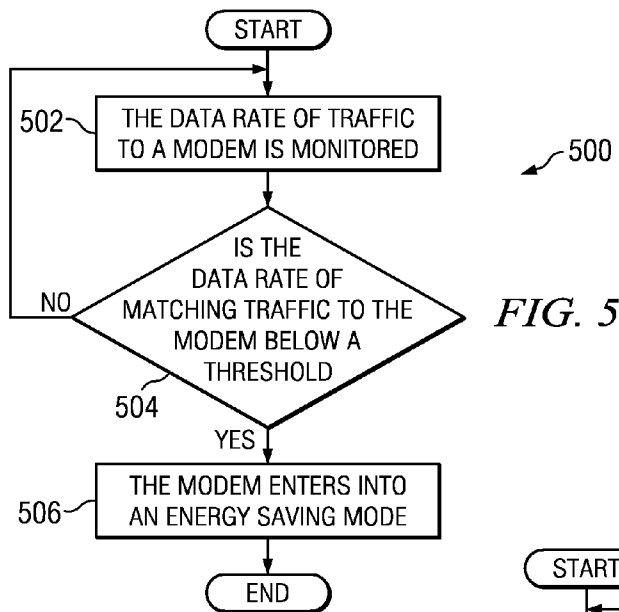 START
502
THE DATA RATE OF TRAFFIC
TO A MODEM IS MONITORED
500
IS THE
DATA RATE OF
MATCHING TRAFFIC TO THE
MODEM BELOW A
THRESHOLD
NO
FIG. 5
504
YES
506
THE MODEM ENTERS INTO
AN ENERGY SAVING MODE
END
START